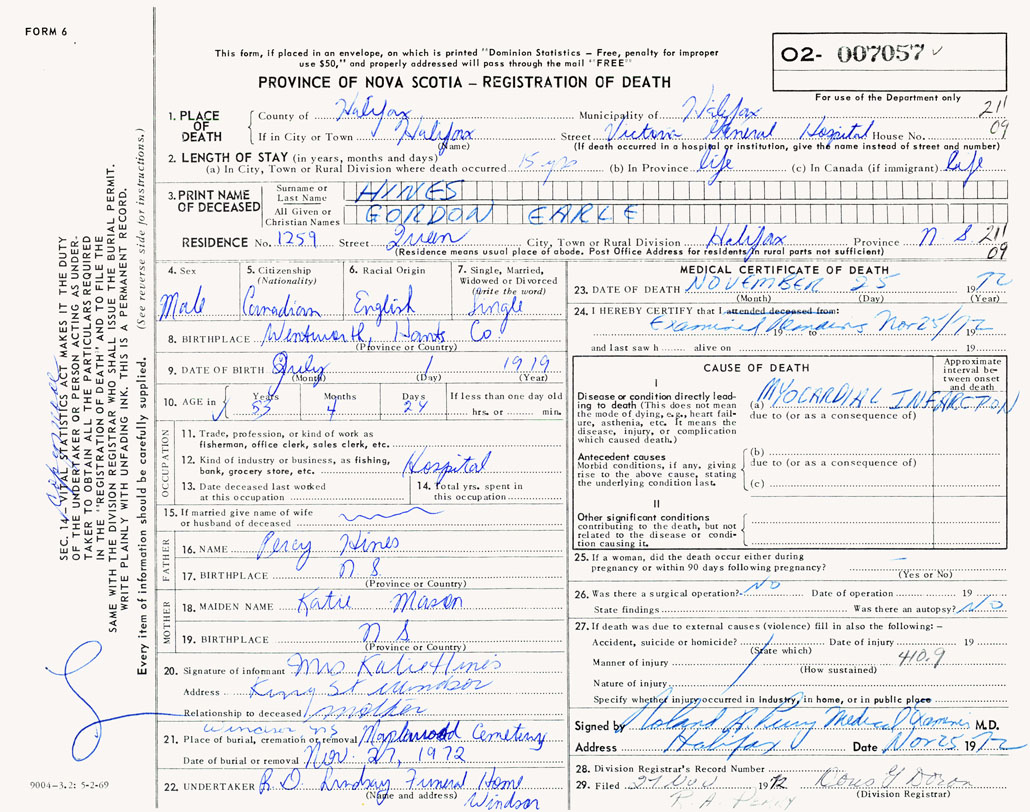 FORM 6
This form, if placed in an envelope, on which is printed "Dominion Statistics – Free, penalty for improper
use $50," and properly addressed will pass through the mail "FREE"
PROVINCE OF NOVA SCOTIA – REGISTRATION OF DEATH
02- 007057
For use of the Department only
211
09
1. PLACE OF DEATH
County of Halifax Municipality of Halifax
If in City or Town Halifax Street Victoria General Hospital House No.
(Name) (If death occurred in a hospital or institution, give the name instead of street and number)
2. LENGTH OF STAY (in years, months and days)
(a) In City, Town or Rural Division where death occurred 15 yrs (b) In Province life (c) In Canada (if immigrant) life
3. PRINT NAME OF DECEASED
Surname or Last Name HINES
All Given or Christian Names GORDON EARLE
RESIDENCE No. 1259 Street Queen City, Town or Rural Division Halifax Province N S 211
09
(Residence means usual place of abode. Post Office Address for residents in rural parts not sufficient)
4. Sex
Male
5. Citizenship (Nationality)
Canadian
6. Racial Origin
English
7. Single, Married, Widowed or Divorced (Write the word)
Single
8. BIRTHPLACE Wentworth, Hants Co.
(Province or Country)
9. DATE OF BIRTH July 1 1919
(Month) (Day) (Year)
10. AGE in Years Months Days If less than one day old
53 4 24 hrs. or min.
OCCUPATION
11. Trade, profession, or kind of work as
fisherman, office clerk, sales clerk, etc.
12. Kind of industry or business, as fishing,
bank, grocery store, etc. Hospital
13. Date deceased last worked
at this occupation
14. Total yrs. spent in
this occupation
15. If married give name of wife
or husband of deceased
FATHER
16. NAME Percy Hines
17. BIRTHPLACE N S
(Province or Country)
MOTHER
18. MAIDEN NAME Katie Mason
19. BIRTHPLACE N S
(Province or Country)
20. Signature of informant Mrs Katie Hines
Address King St Windsor
Relationship to deceased mother
Windsor NS
21. Place of burial, cremation or removal Maplewood Cemetery
Date of burial or removal Nov. 27, 1972
22. UNDERTAKER R. D. Lindsay Funeral Home
(Name and address) Windsor
MEDICAL CERTIFICATE OF DEATH
23. DATE OF DEATH NOVEMBER 25 1972
(Month) (Day) (Year)
24. I HEREBY CERTIFY that I attended deceased from:
Examined Remains Nov 25/72
19 to 19
and last saw h alive on 19
CAUSE OF DEATH
Approximate interval between onset and death
I
Disease or condition directly leading to death (This does not mean the mode of dying, e.g., heart failure, asthenia, etc. It means the disease, injury, or complication which caused death.)
(a) MYOCARDIAL INFARCTION
due to (or as a consequence of)
Antecedent causes
Morbid conditions, if any, giving rise to the above cause, stating the underlying condition last.
(b)
due to (or as a consequence of)
(c)
II
Other significant conditions
contributing to the death, but not related to the disease or condition causing it.
25. If a woman, did the death occur either during
pregnancy or within 90 days following pregnancy? —
(Yes or No)
26. Was there a surgical operation? NO Date of operation 19
State findings Was there an autopsy? NO
27. If death was due to external causes (violence) fill in also the following: –
Accident, suicide or homicide? Date of injury 19
(State which)
Manner of injury 410.9
(How sustained)
Nature of injury
Specify whether injury occurred in industry, in home, or in public place
Signed by Roland A Perry Medical Examiner M.D.
Address Halifax Date Nov 25 1972
28. Division Registrar's Record Number
29. Filed 27 Nov 1972
(Division Registrar)
R. A. PERRY
SEC. 14 – VITAL STATISTICS ACT MAKES IT THE DUTY
OF THE UNDERTAKER OR PERSON ACTING AS UNDER-
TAKER TO OBTAIN ALL THE PARTICULARS REQUIRED
IN THE "REGISTRATION OF DEATH" AND TO FILE THE
SAME WITH THE DIVISION REGISTRAR WHO SHALL ISSUE THE BURIAL PERMIT.
WRITE PLAINLY WITH UNFADING INK. THIS IS A PERMANENT RECORD.
Every item of information should be carefully supplied. (See reverse side for instructions.)
9004-3.2: 5-2-69